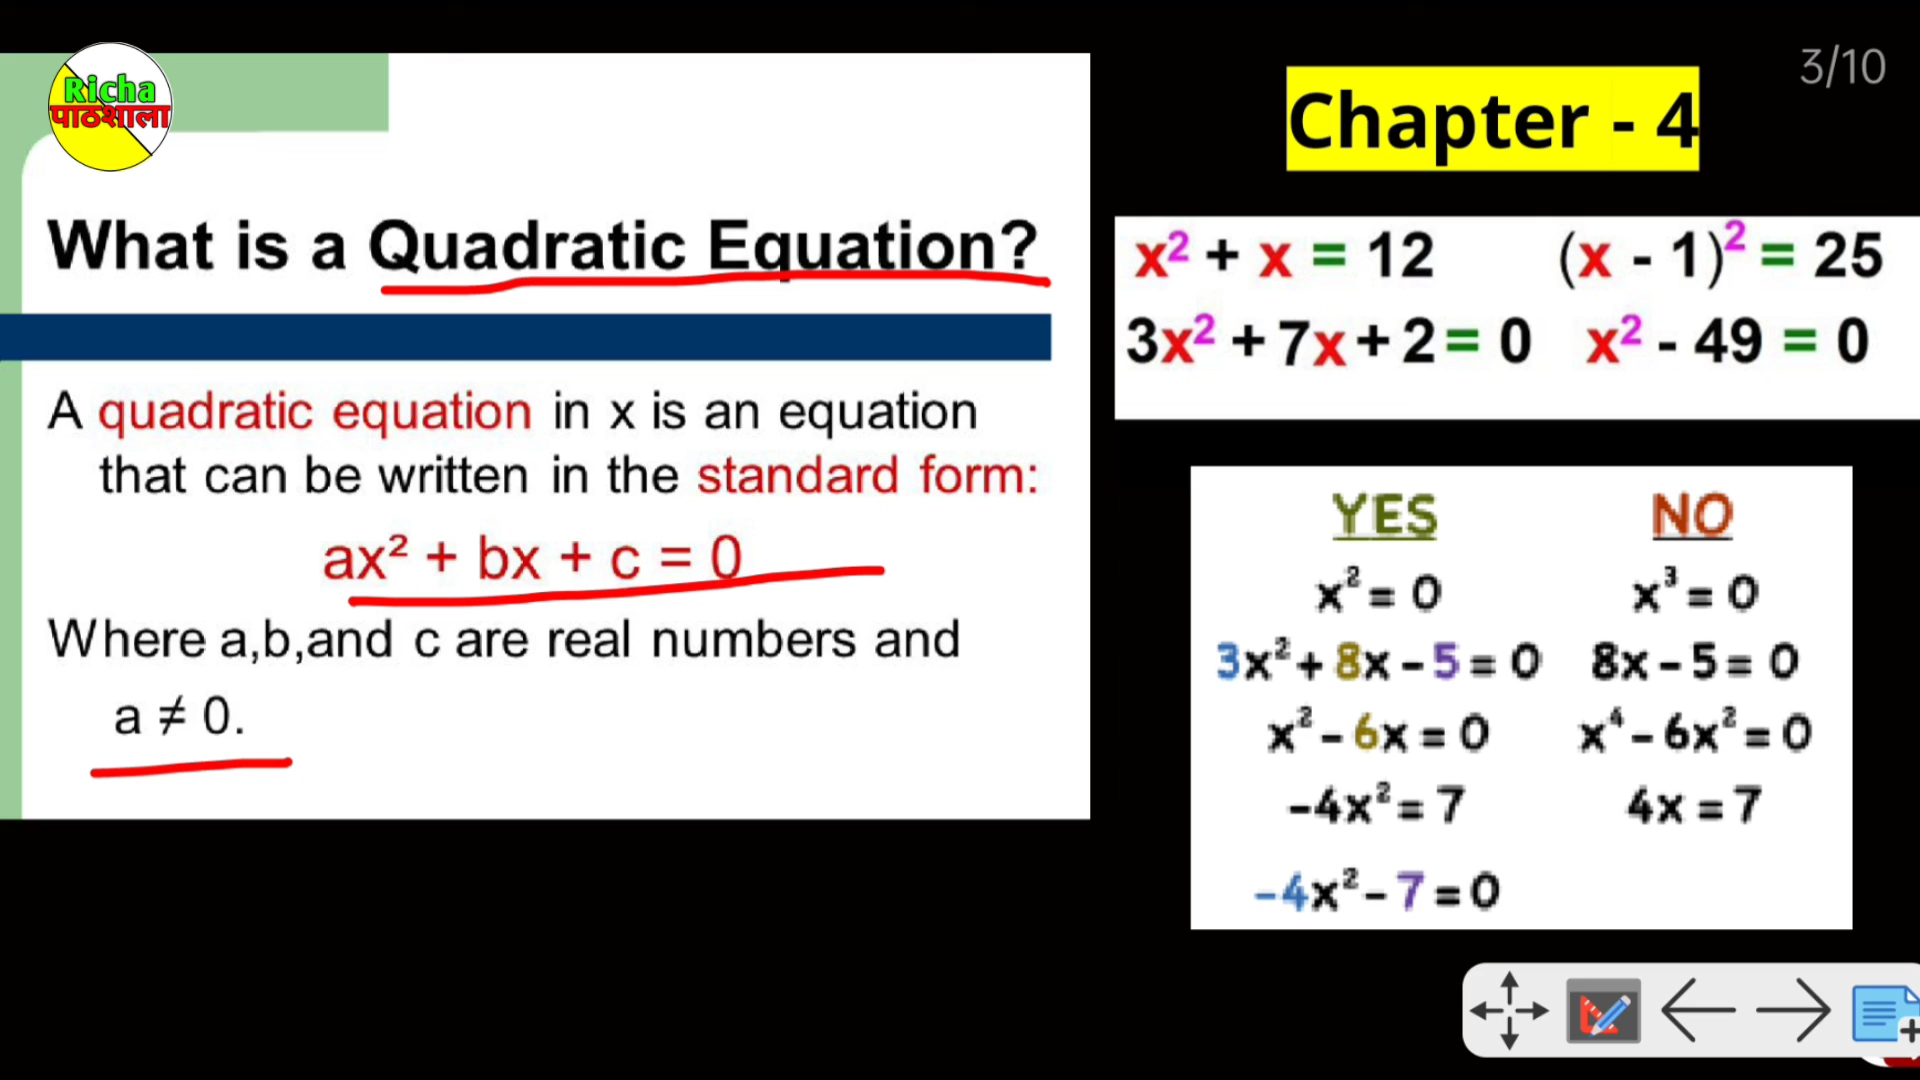 Richa
पाठशाला
What is a Quadratic Equation?
A quadratic equation in x is an equation
that can be written in the standard form:
ax² + bx + c = 0
Where a,b,and c are real numbers and
a ≠ 0.
3/10
Chapter - 4
x² + x = 12 (x - 1)² = 25
3x² + 7x + 2 = 0 x² - 49 = 0
YES NO
x² = 0 x³ = 0
3x² + 8x - 5 = 0 8x - 5 = 0
x² - 6x = 0 x⁴ - 6x² = 0
-4x² = 7 4x = 7
-4x² - 7 = 0